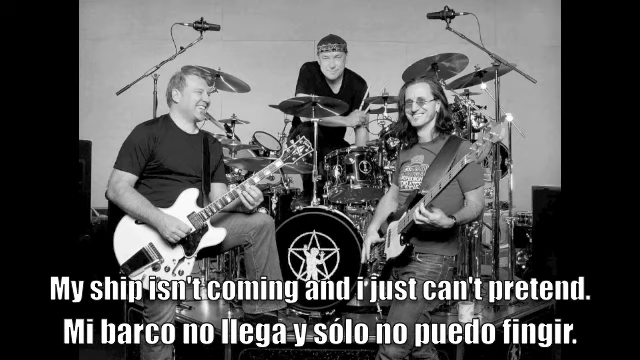 My ship isn't coming and i just can't pretend.
Mi barco no llega y sólo no puedo fingir.